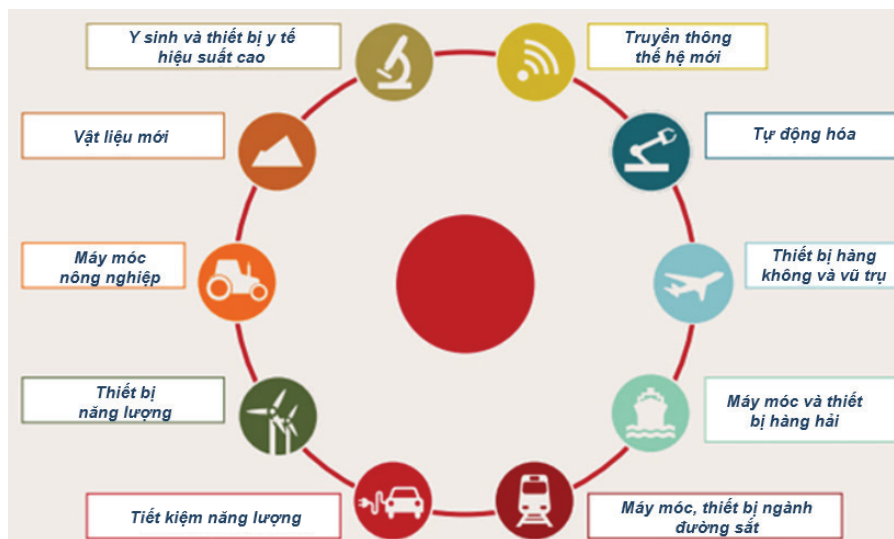 Y sinh và thiết bị y tế
hiệu suất cao
Truyền thông
thế hệ mới
Vật liệu mới
Tự động hóa
Máy móc
nông nghiệp
Thiết bị hàng
không và vũ trụ
Thiết bị
năng lượng
Máy móc và thiết
bị hàng hải
Tiết kiệm năng lượng
Máy móc, thiết bị ngành
đường sắt